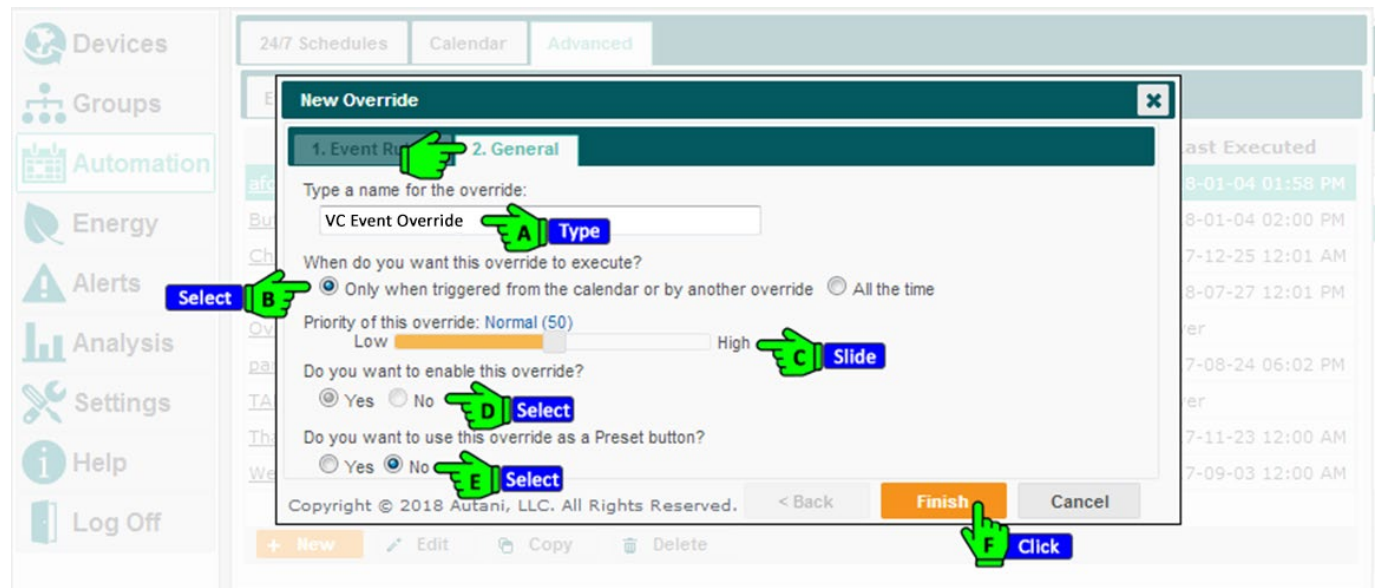 Devices
Groups
Automation
Energy
Alerts
Analysis
Settings
Help
Log Off
24/7 Schedules Calendar Advanced
New Override
1. Event Ru 2. General
Type a name for the override:
VC Event Override
A Type
When do you want this override to execute?
Select B
Only when triggered from the calendar or by another override All the time
Priority of this override: Normal (50)
Low High
C Slide
Do you want to enable this override?
Yes No
D Select
Do you want to use this override as a Preset button?
Yes No
E Select
Copyright © 2018 Autani, LLC. All Rights Reserved.
< Back Finish Cancel
F Click
ast Executed
8-01-04 01:58 PM
8-01-04 02:00 PM
7-12-25 12:01 AM
8-07-27 12:01 PM
er
7-08-24 06:02 PM
er
7-11-23 12:00 AM
7-09-03 12:00 AM
+ New Edit Copy Delete